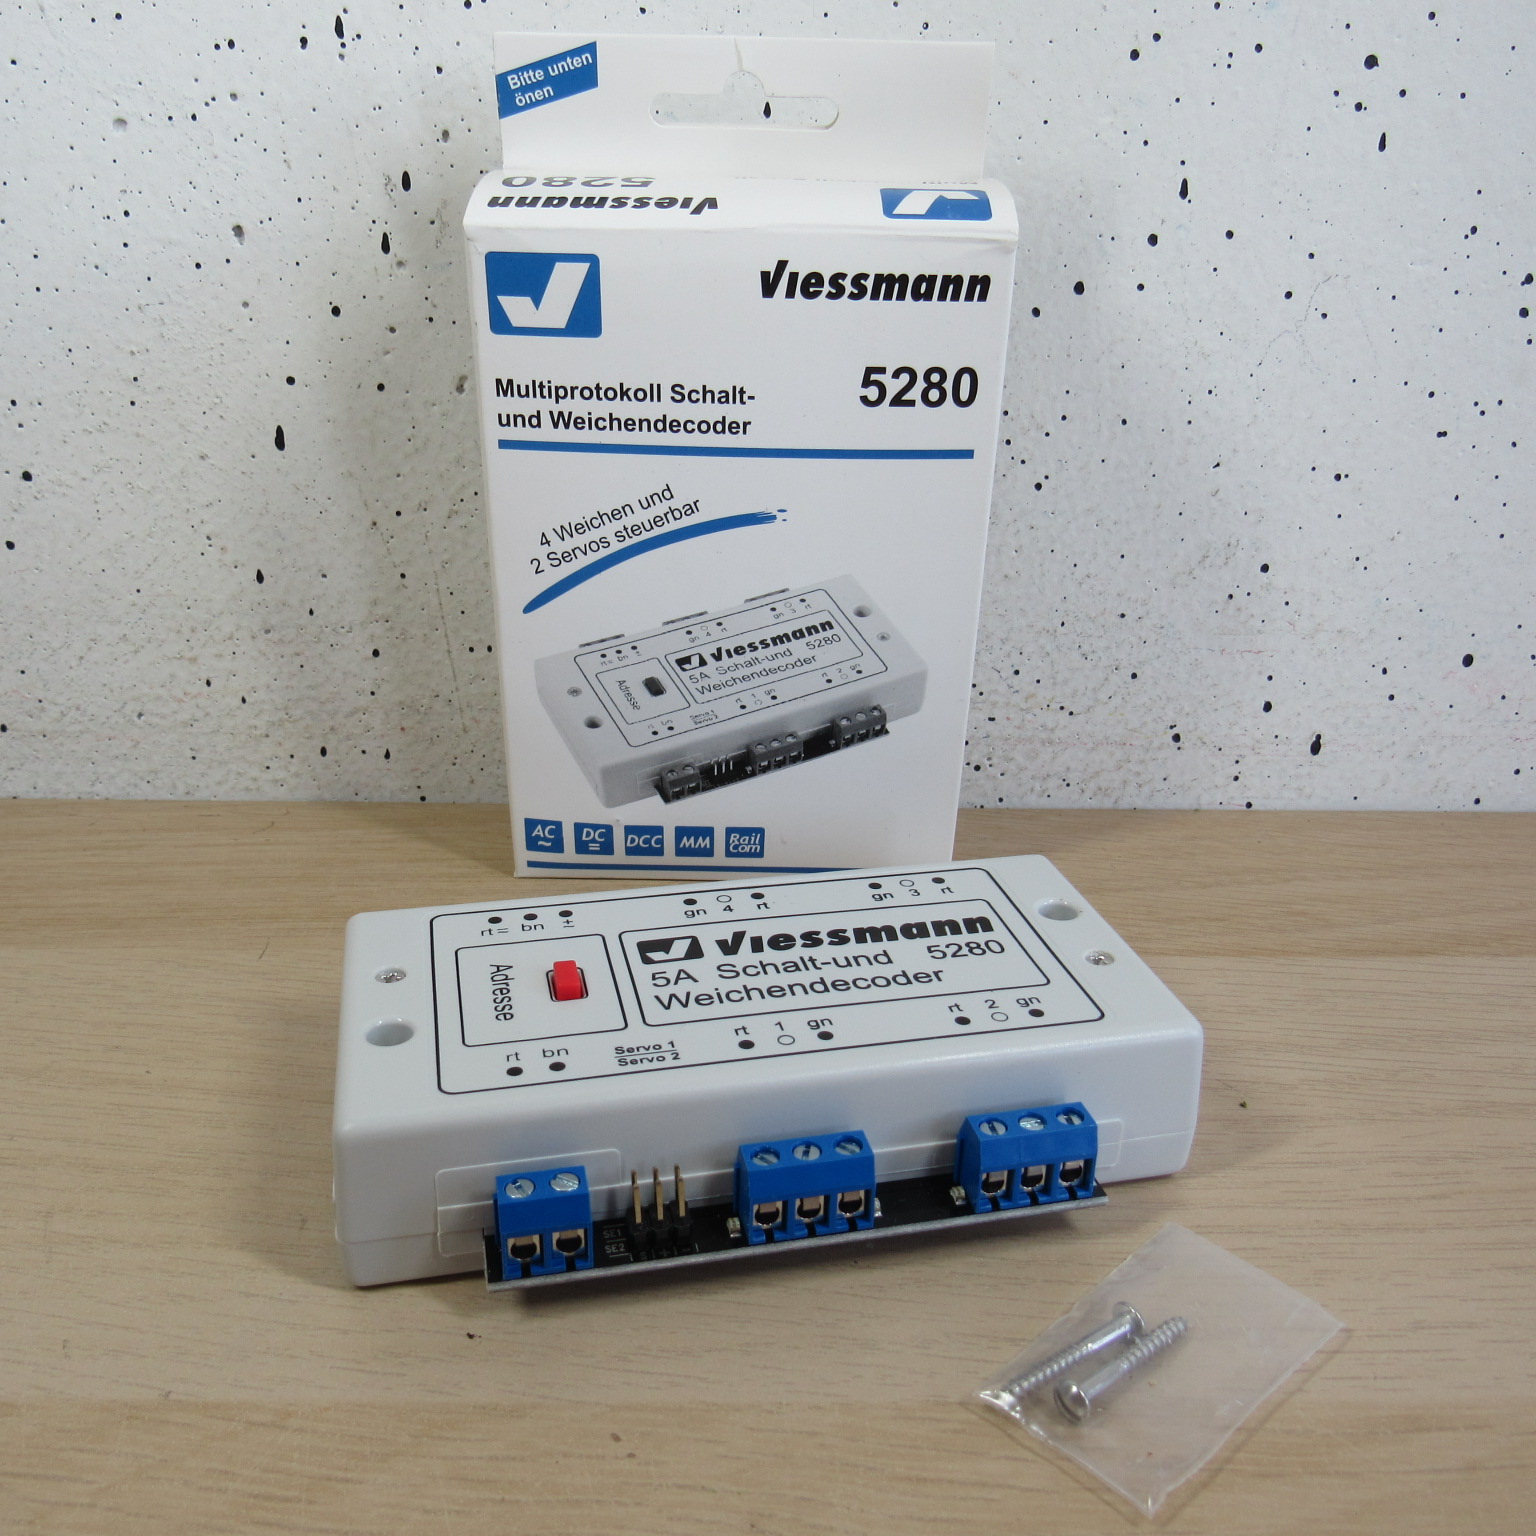 Bitte unten
önen
5280
Viessmann
Viessmann
5280
Multiprotokoll Schalt-
und Weichendecoder
4 Weichen und
2 Servos steuerbar
gn 4 rt
gn 3 rt
rt= bn ±
Viessmann
5A Schalt-und 5280
Weichendecoder
Adresse
rt bn
Servo 1
Servo 2
rt 1 gn
rt 2 gn
AC ~
DC =
DCC
MM
Rail
Com
rt= bn ±
gn 4 rt
gn 3 rt
Adresse
Viessmann
5A Schalt-und 5280
Weichendecoder
rt bn
Servo 1
Servo 2
rt 1 gn
rt 2 gn
SE1
SE2